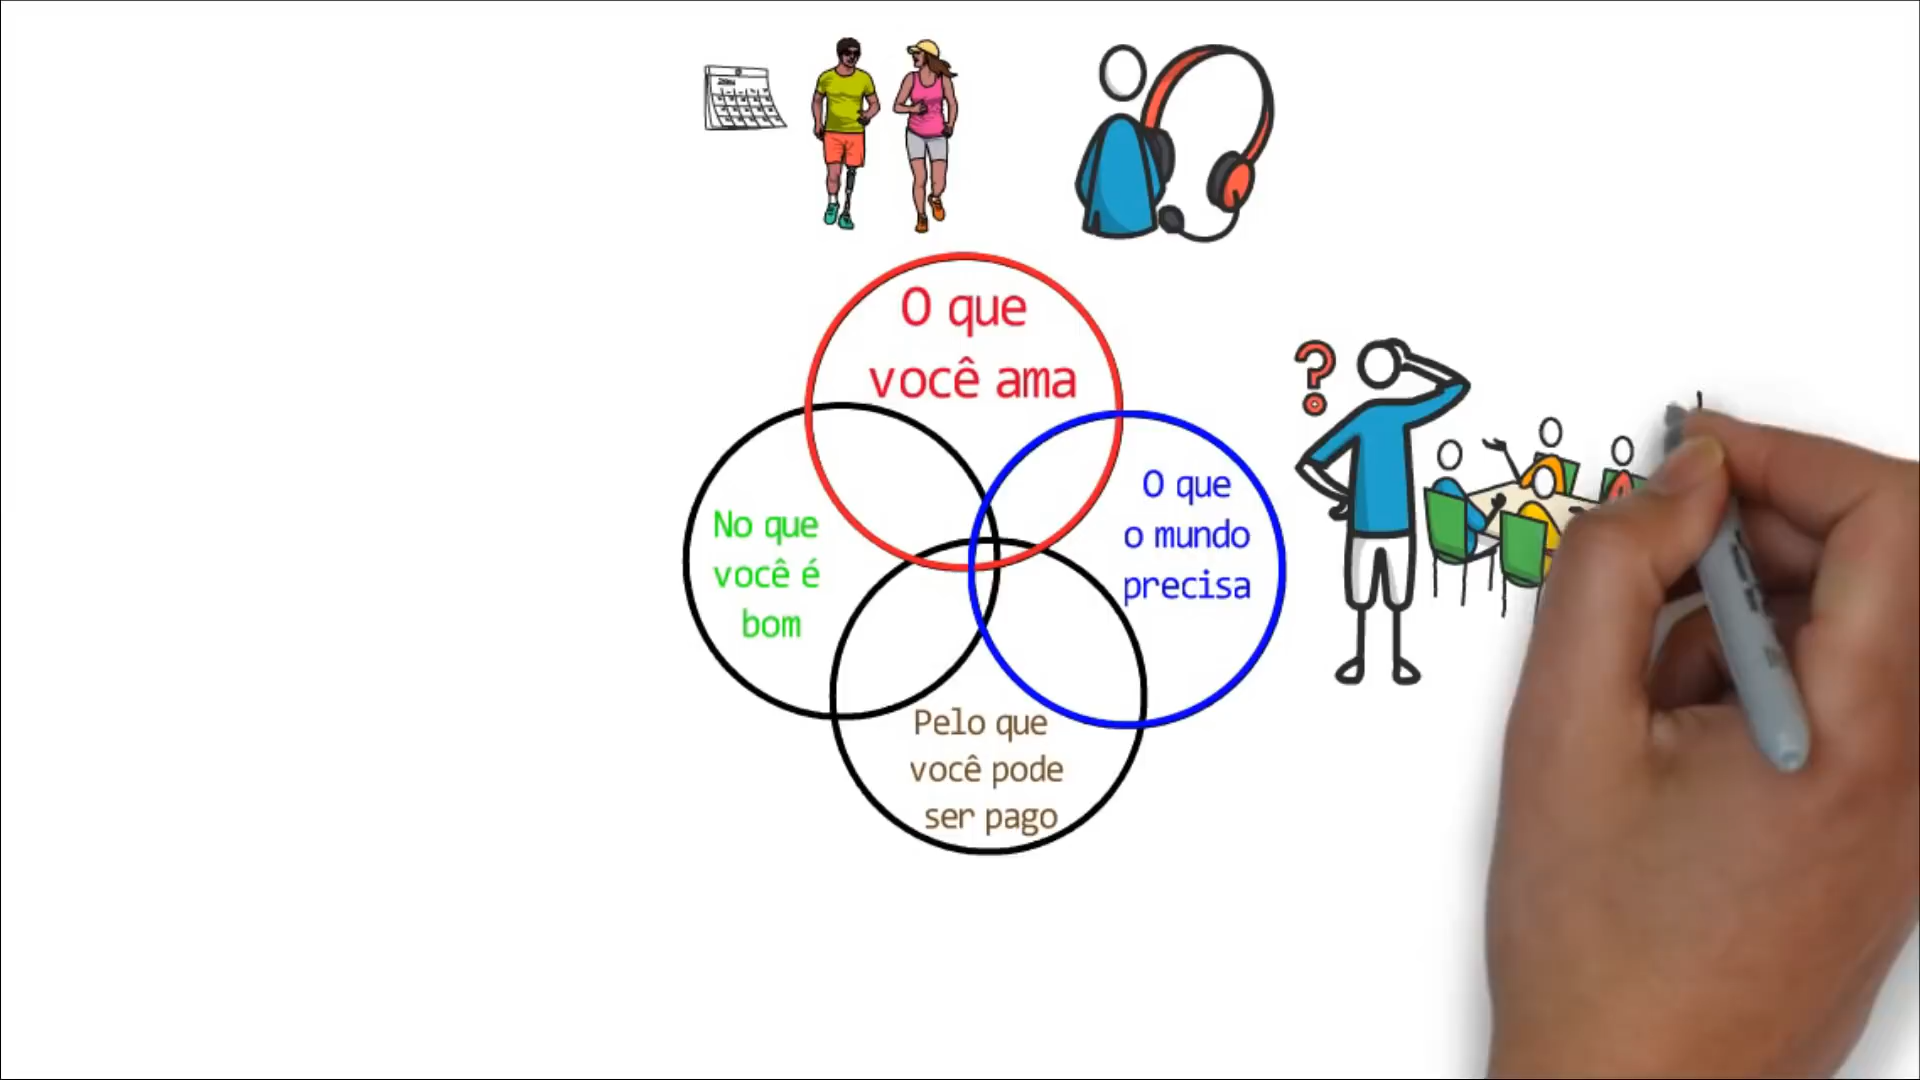 O que
você ama
?
O que
o mundo
precisa
No que
você é
bom
Pelo que
você pode
ser pago